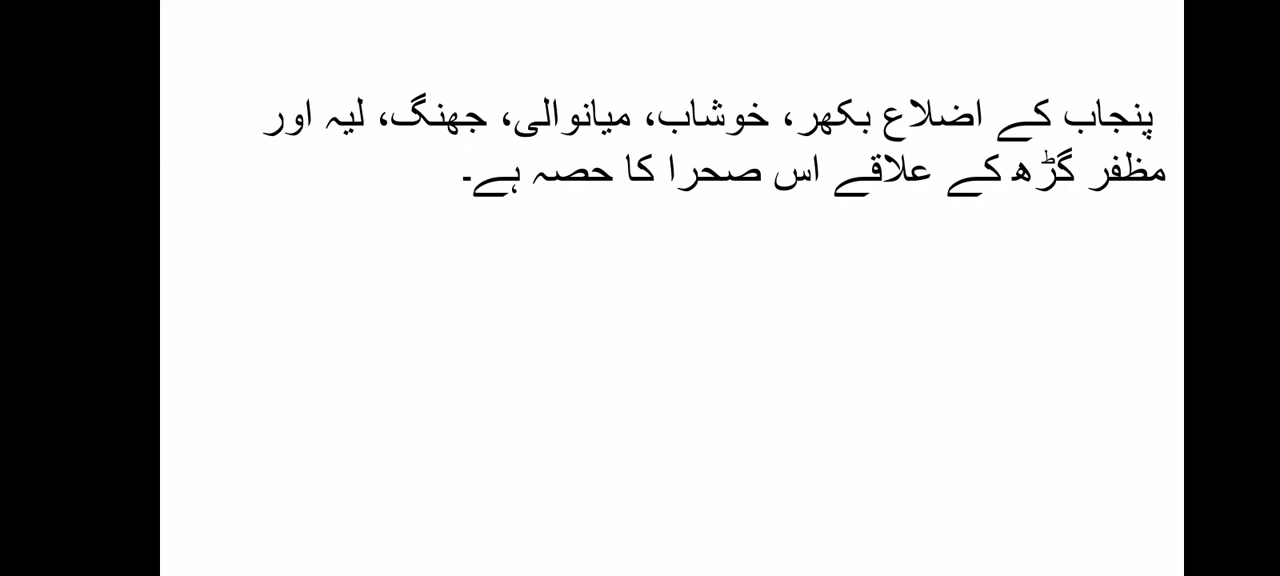 پنجاب کے اضلاع بکھر، خوشاب، میانوالی، جھنگ، لیہ اور
مظفر گڑھ کے علاقے اس صحرا کا حصہ ہے۔